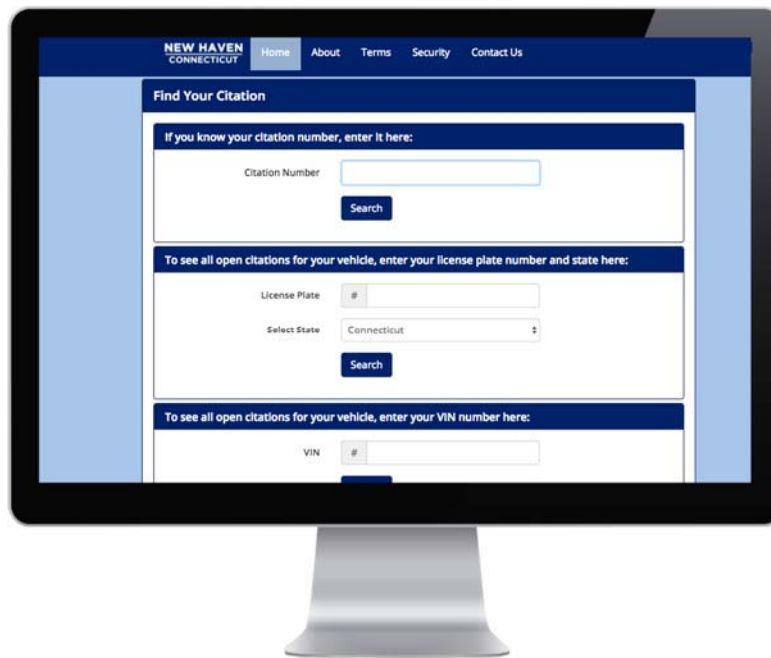 NEW HAVEN
CONNECTICUT
Home About Terms Security Contact Us
Find Your Citation
If you know your citation number, enter it here:
Citation Number
Search
To see all open citations for your vehicle, enter your license plate number and state here:
License Plate #
Select State Connecticut
Search
To see all open citations for your vehicle, enter your VIN number here:
VIN #